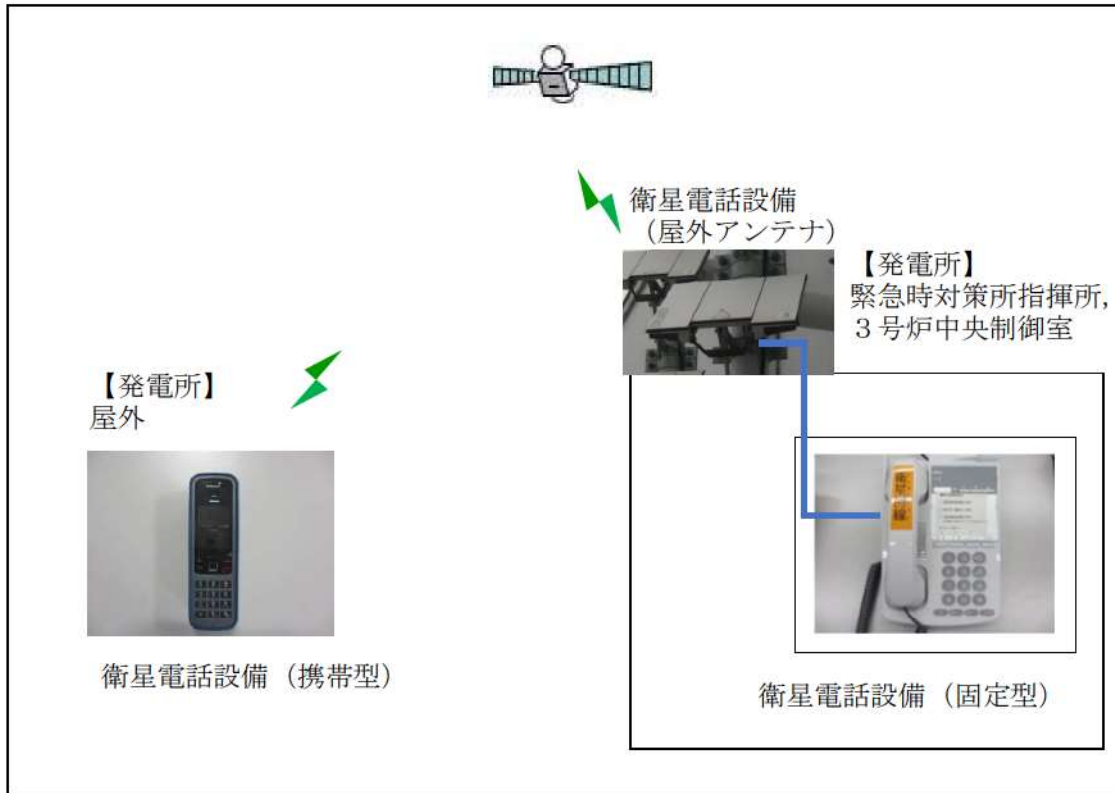 衛星電話設備
（屋外アンテナ）
【発電所】
緊急時対策所指揮所，
３号炉中央制御室
【発電所】
屋外
衛星電話設備（携帯型）
衛星電話設備（固定型）